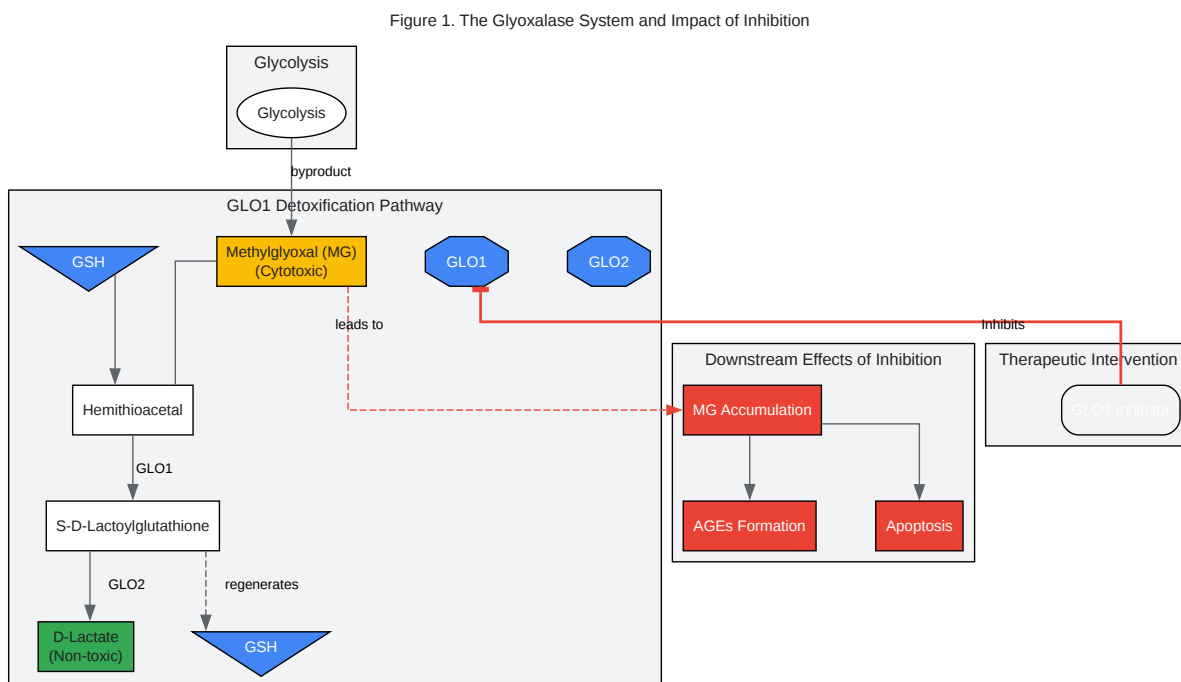 Figure 1. The Glyoxalase System and Impact of Inhibition
Glycolysis
Glycolysis
byproduct
GLO1 Detoxification Pathway
GSH
Methylglyoxal (MG)
(Cytotoxic)
GLO1
GLO2
leads to
Inhibits
Downstream Effects of Inhibition
Therapeutic Intervention
Hemithioacetal
MG Accumulation
GLO1 Inhibitor
GLO1
S-D-Lactoylglutathione
AGEs Formation
Apoptosis
GLO2
regenerates
D-Lactate
(Non-toxic)
GSH